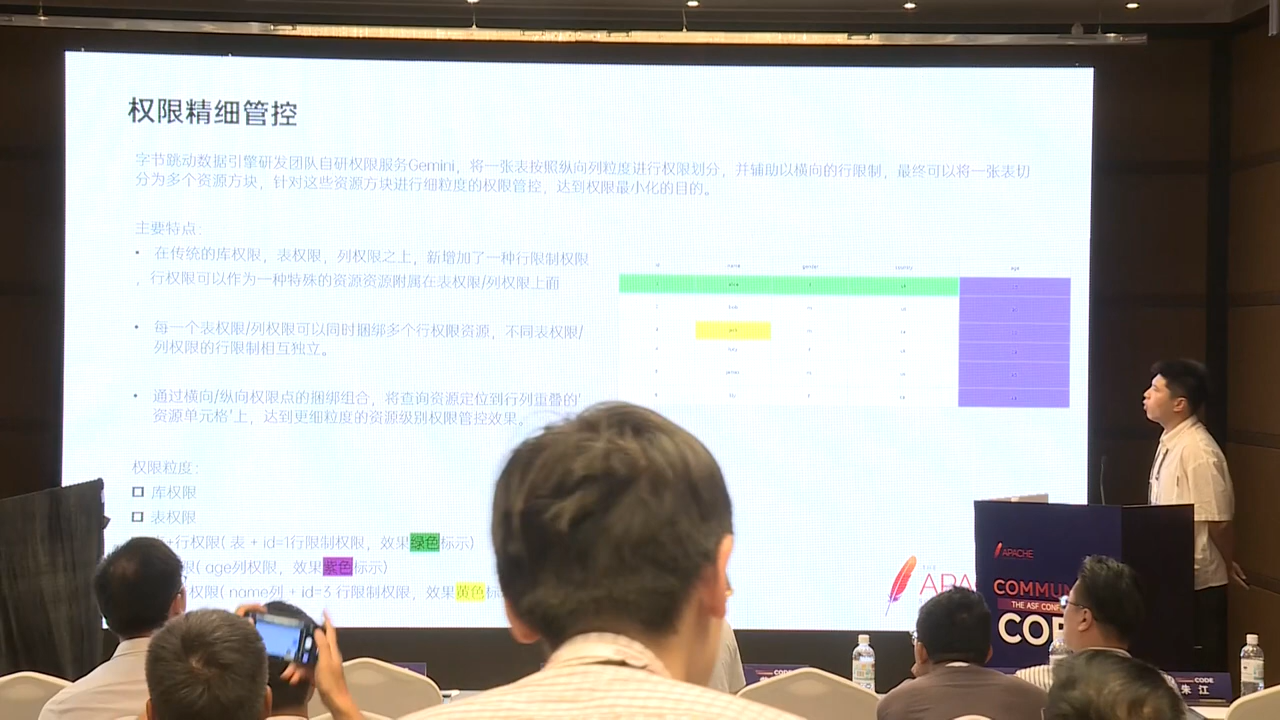 权限精细管控
字节跳动数据引擎研发团队自研权限服务Gemini，将一张表按照纵向列粒度进行权限划分，并辅助以横向的行限制，最终可以将一张表切
分为多个资源方块，针对这些资源方块进行细粒度的权限管控，达到权限最小化的目的。
主要特点：
• 在传统的库权限，表权限，列权限之上，新增加了一种行限制权限
，行权限可以作为一种特殊的资源资源附属在表权限/列权限上面
• 每一个表权限/列权限可以同时捆绑多个行权限资源，不同表权限/
列权限的行限制相互独立。
• 通过横向/纵向权限点的捆绑组合，将查询资源定位到行列重叠的'
资源单元格'上，达到更细粒度的资源级别权限管控效果。
id name gender country age
权限粒度：
库权限
表权限
+行权限( 表 + id=1行限制权限，效果绿色标示)
( age列权限，效果紫色标示)
权限( name列 + id=3 行限制权限，效果黄色标
THE
APA
APACHE
COMMUN
THE ASF CONF
CO
CODE
朱 江